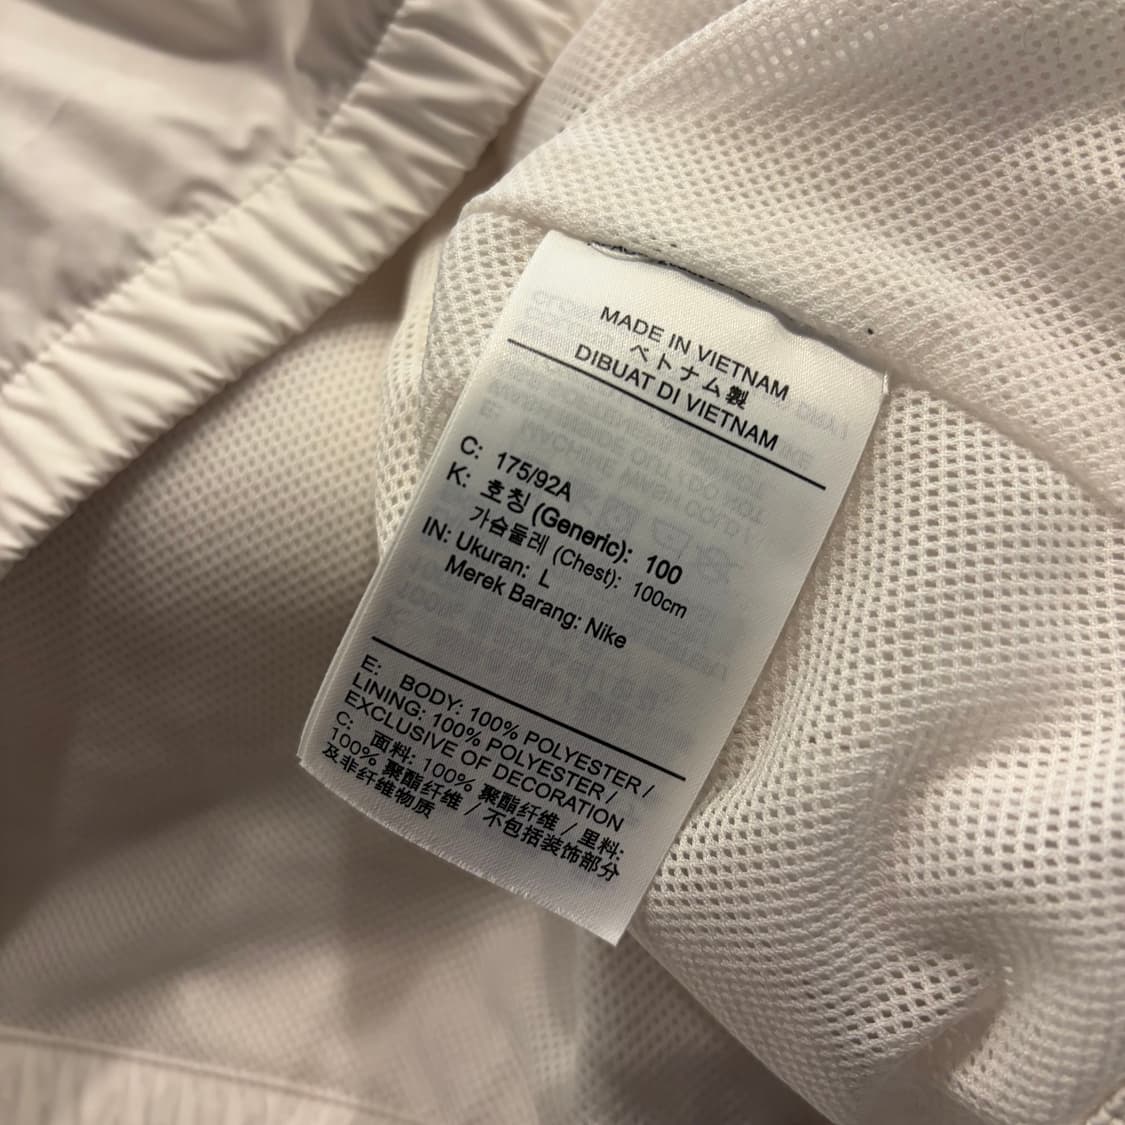 MADE IN VIETNAM
ベトナム製
DIBUAT DI VIETNAM
C: 175/92A
K: 호칭 (Generic): 100
가슴둘레 (Chest): 100cm
IN: Ukuran: L
Merek Barang: Nike
E: BODY: 100% POLYESTER /
LINING: 100% POLYESTER /
EXCLUSIVE OF DECORATION
C: 面料: 100% 聚酯纤维 / 里料:
100% 聚酯纤维 / 不包括装饰部分
及非纤维物质